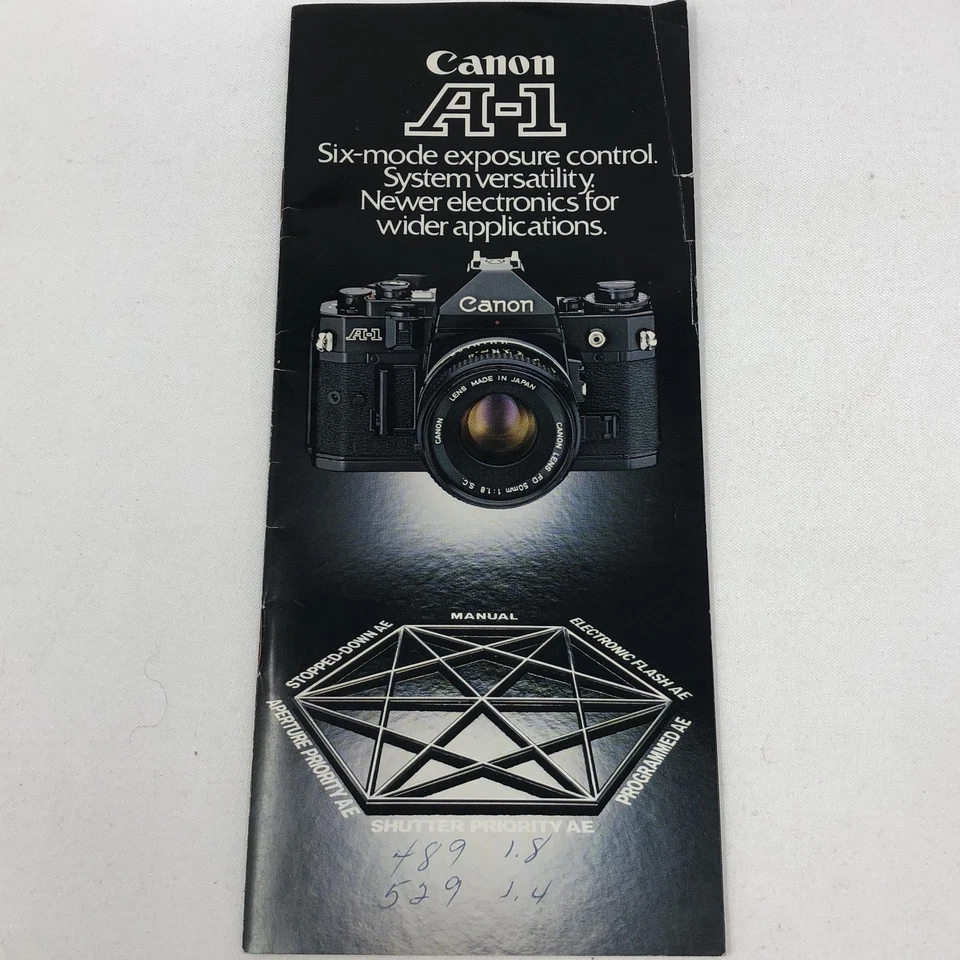 Canon
A-1
Six-mode exposure control.
System versatility.
Newer electronics for
wider applications.
Canon
A-1
CANON LENS MADE IN JAPAN
CANON LENS FD 50mm 1:1.8 S.C.
MANUAL
STOPPED-DOWN AE
ELECTRONIC FLASH AE
APERTURE PRIORITY AE
PROGRAMMED AE
SHUTTER PRIORITY AE
489 1.8
529 1.4